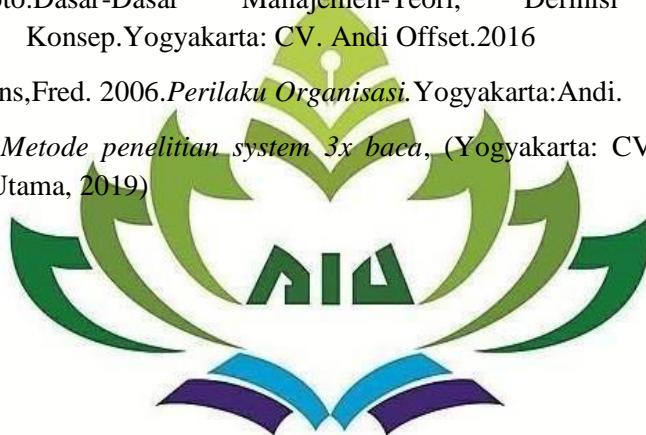 oto.Dasar-Dasar Manajemen-Teori,
Konsep.Yogyakarta: CV. Andi Offset.2016
ns,Fred. 2006.Perilaku Organisasi.Yogyakarta:Andi.
Metode penelitian system 3x baca, (Yogyakarta: CV
Utama, 2019)